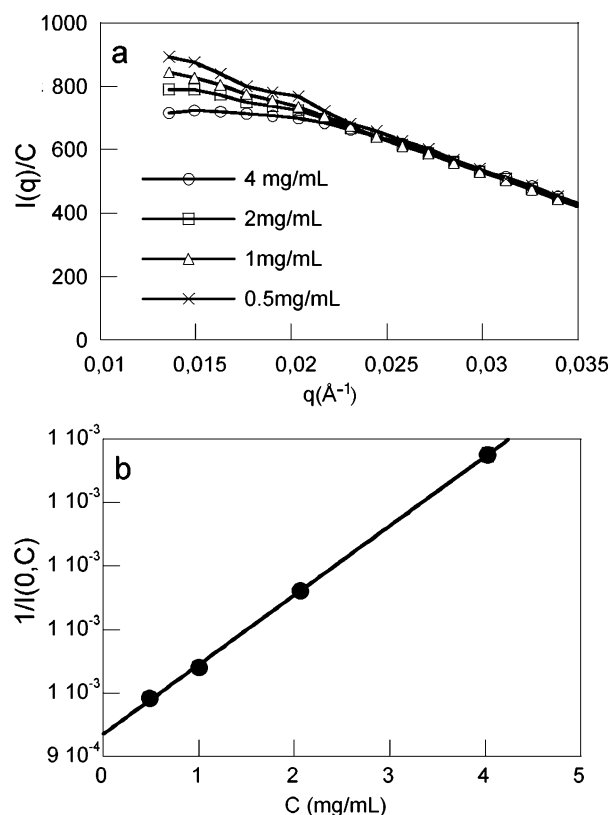 1000
a
800
600
I(q)/C
4 mg/mL
400
2mg/mL
1mg/mL
200
0.5mg/mL
0
0,01
0,015
0,02
0,025
0,03
0,035
q(Å⁻¹)
1 10⁻³
b
1 10⁻³
1 10⁻³
1/I(0,C)
1 10⁻³
1 10⁻³
9 10⁻⁴
0
1
2
3
4
5
C (mg/mL)